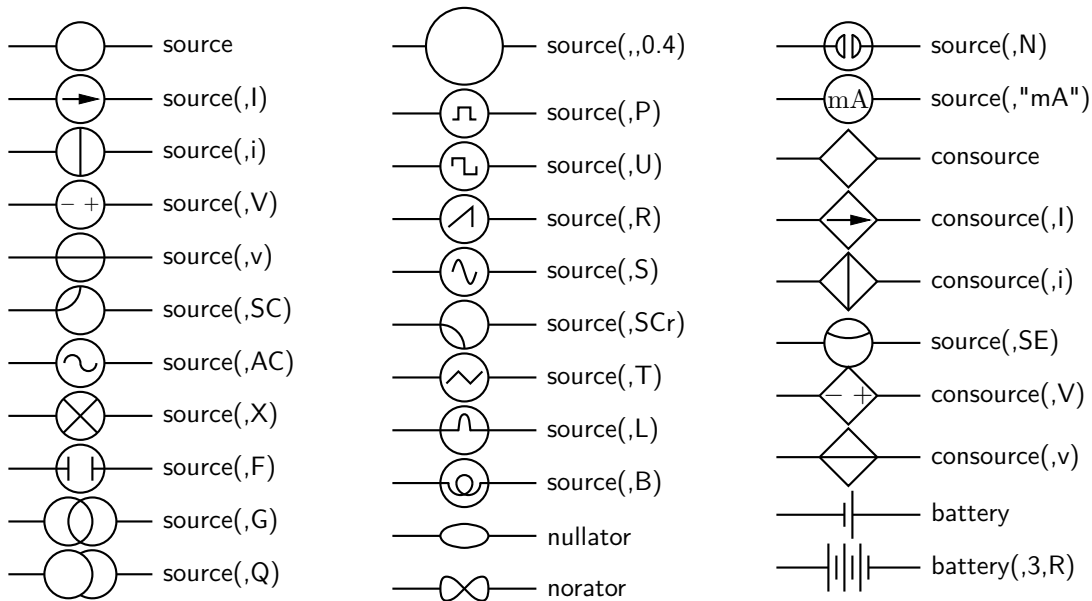 source
source(,I)
source(,i)
− + source(,V)
source(,v)
source(,SC)
source(,AC)
source(,X)
source(,F)
source(,G)
source(,Q)
source(,,0.4)
source(,P)
source(,U)
source(,R)
source(,S)
source(,SCr)
source(,T)
source(,L)
source(,B)
nullator
norator
source(,N)
mA source(,"mA")
consource
consource(,I)
consource(,i)
source(,SE)
− + consource(,V)
consource(,v)
battery
battery(,3,R)